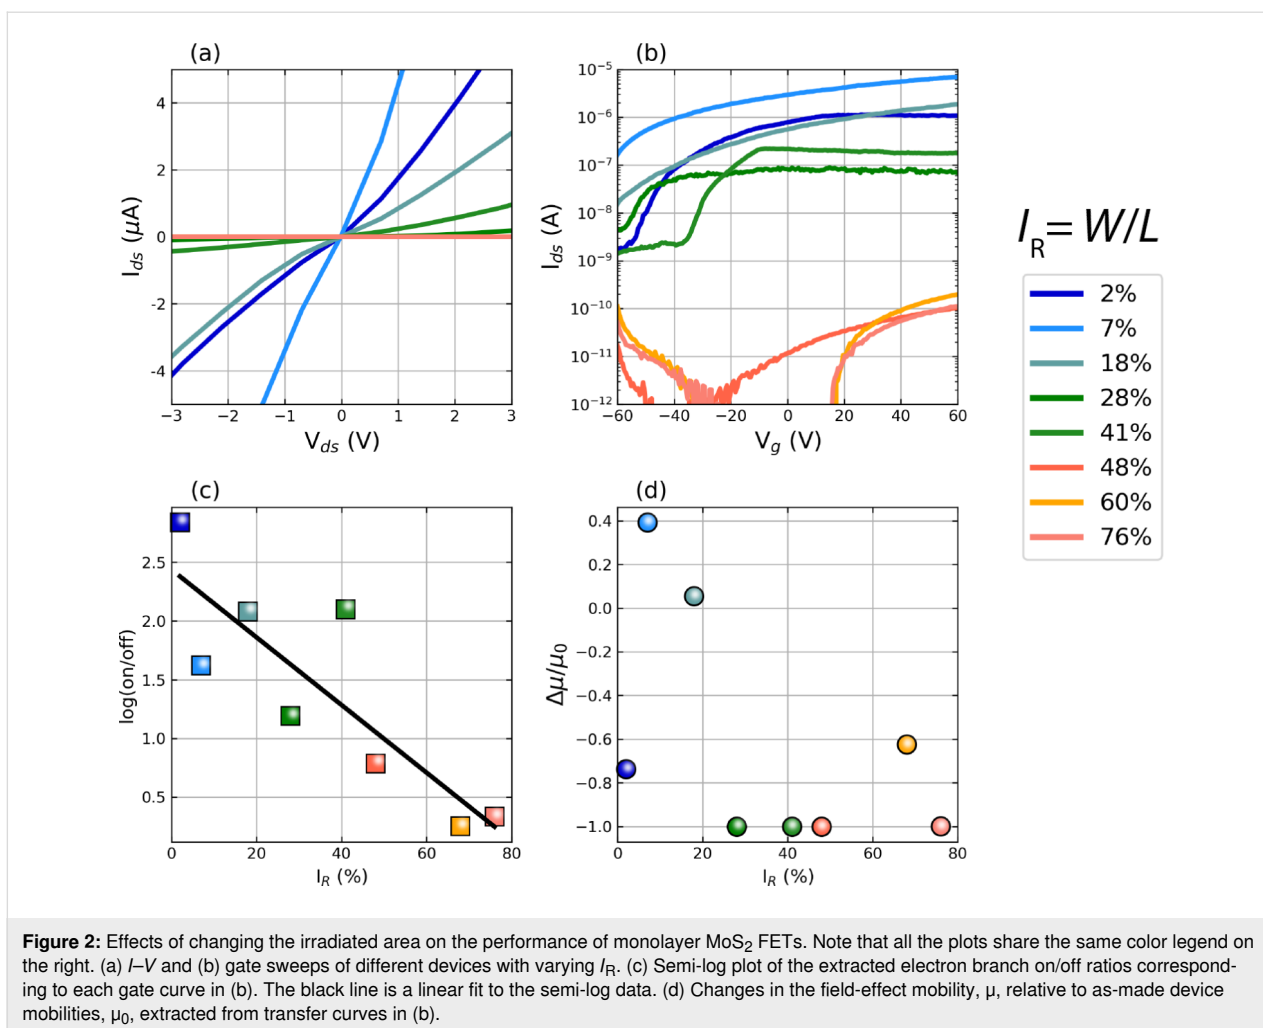 (a)
4
2
0
−2
−4
I_ds (μA)
−3 −2 −1 0 1 2 3
V_ds (V)
(b)
10⁻⁵
10⁻⁶
10⁻⁷
10⁻⁸
10⁻⁹
10⁻¹⁰
10⁻¹¹
10⁻¹²
I_ds (A)
−60 −40 −20 0 20 40 60
V_g (V)
I_R = W/L
2%
7%
18%
28%
41%
48%
60%
76%
(c)
2.5
2.0
1.5
1.0
0.5
log(on/off)
0 20 40 60 80
I_R (%)
(d)
0.4
0.2
0.0
−0.2
−0.4
−0.6
−0.8
−1.0
Δμ/μ₀
0 20 40 60 80
I_R (%)
Figure 2: Effects of changing the irradiated area on the performance of monolayer MoS₂ FETs. Note that all the plots share the same color legend on
the right. (a) I–V and (b) gate sweeps of different devices with varying I_R. (c) Semi-log plot of the extracted electron branch on/off ratios correspond-
ing to each gate curve in (b). The black line is a linear fit to the semi-log data. (d) Changes in the field-effect mobility, μ, relative to as-made device
mobilities, μ₀, extracted from transfer curves in (b).